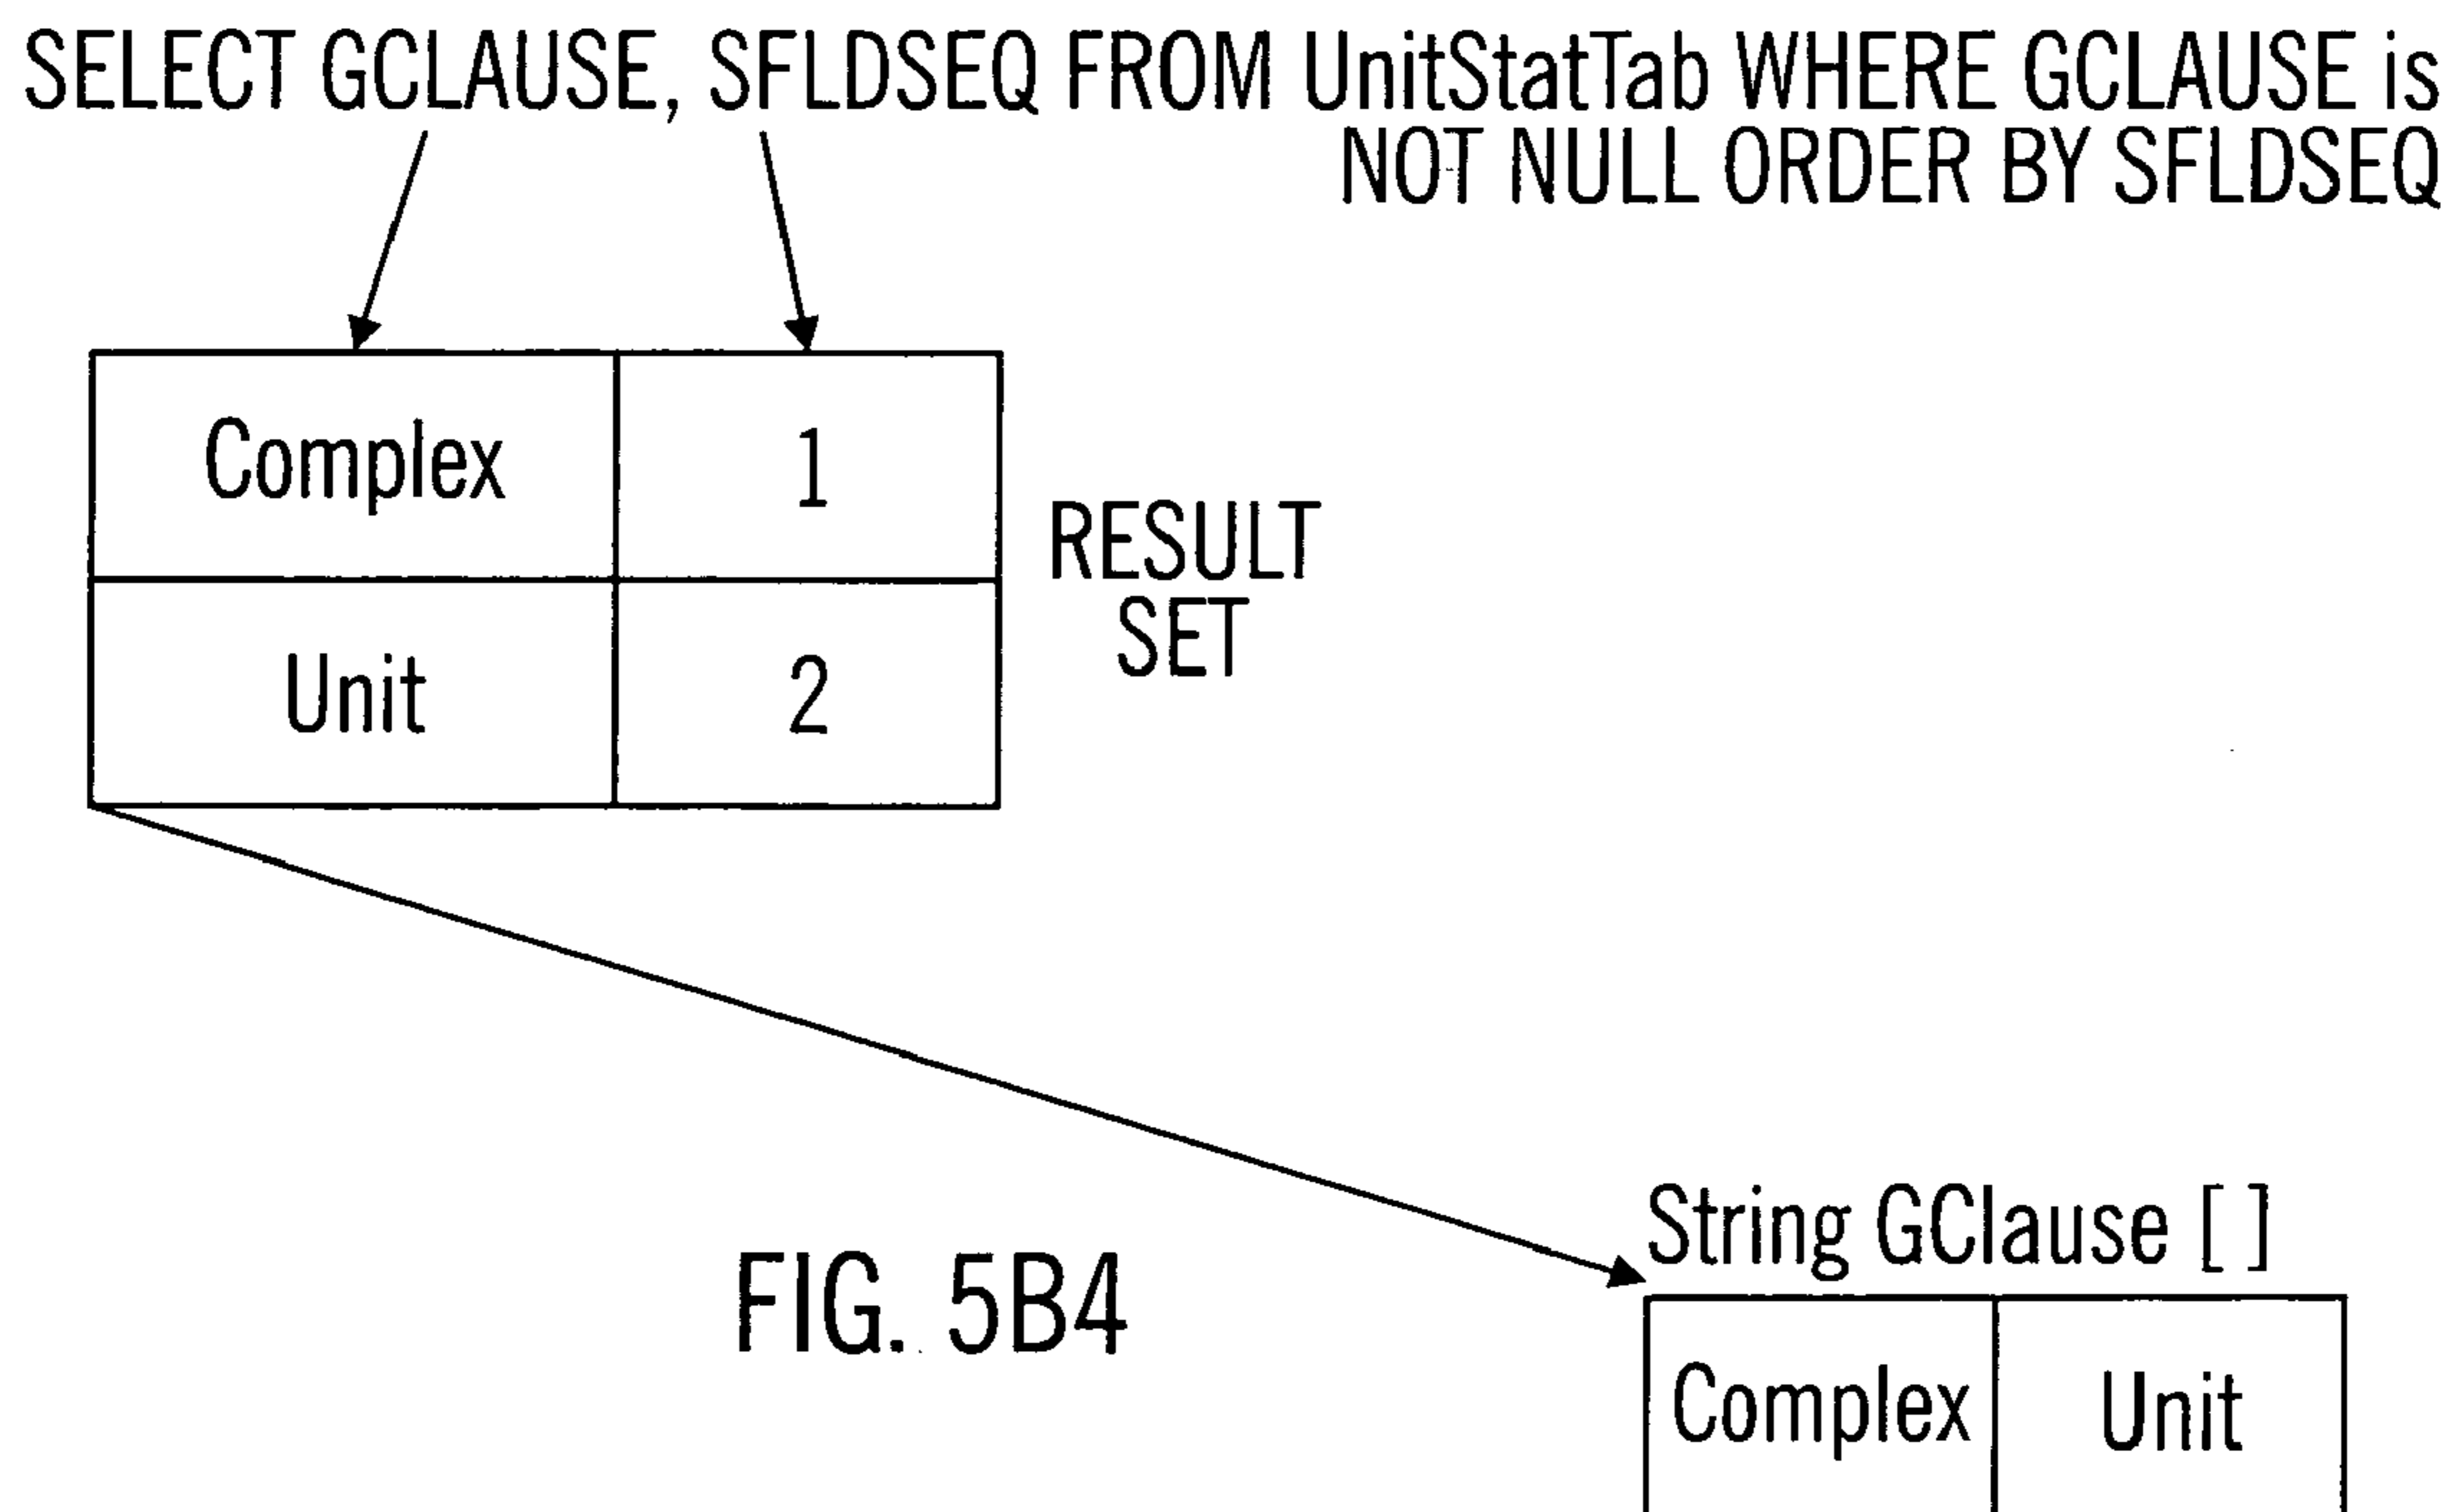 SELECT GCLAUSE, SFLDSEQ FROM UnitStatTab WHERE GCLAUSE is
NOT NULL ORDER BY SFLDSEQ
Complex 1
RESULT
SET
Unit 2
String GClause [ ]
FIG. 5B4
Complex Unit